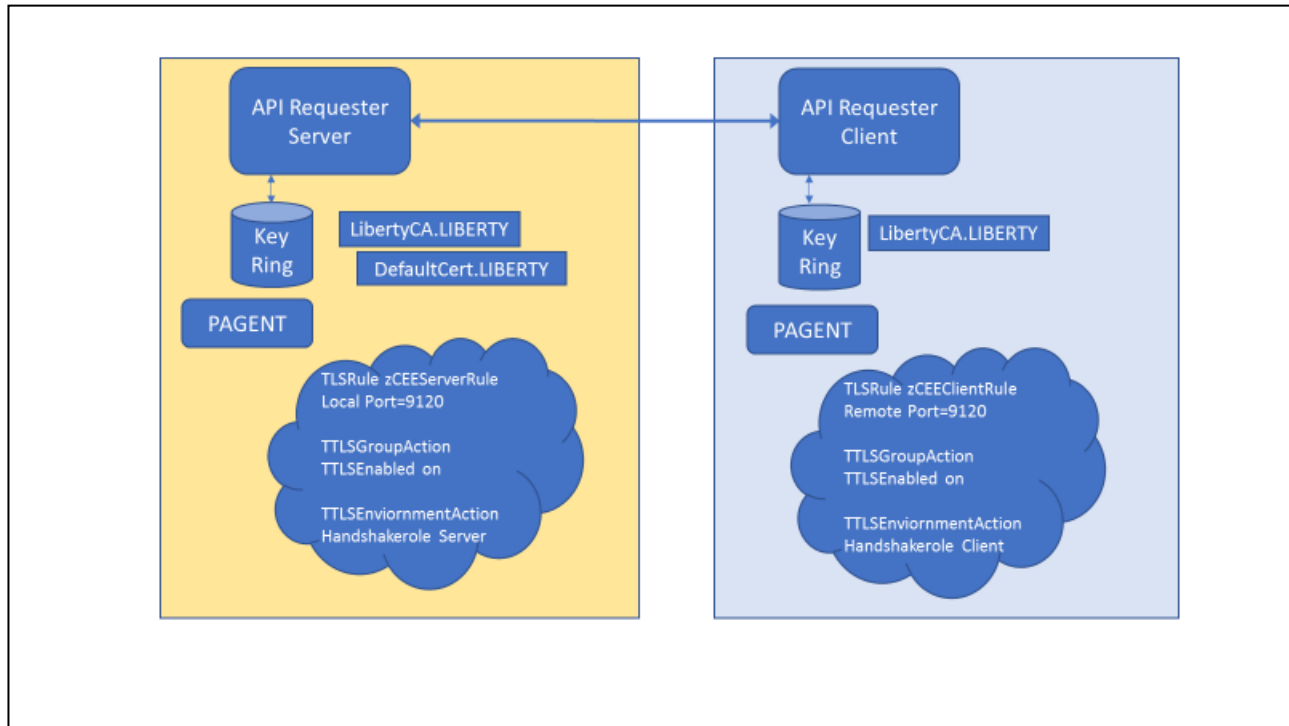 API Requester
Server
Key
Ring
LibertyCA.LIBERTY
DefaultCert.LIBERTY
PAGENT
TLSRule zCEEServerRule
Local Port=9120
TTLSGroupAction
TTLSEnabled on
TTLSEnviornmentAction
Handshakerole Server
API Requester
Client
Key
Ring
LibertyCA.LIBERTY
PAGENT
TLSRule zCEEClientRule
Remote Port=9120
TTLSGroupAction
TTLSEnabled on
TTLSEnviornmentAction
Handshakerole Client